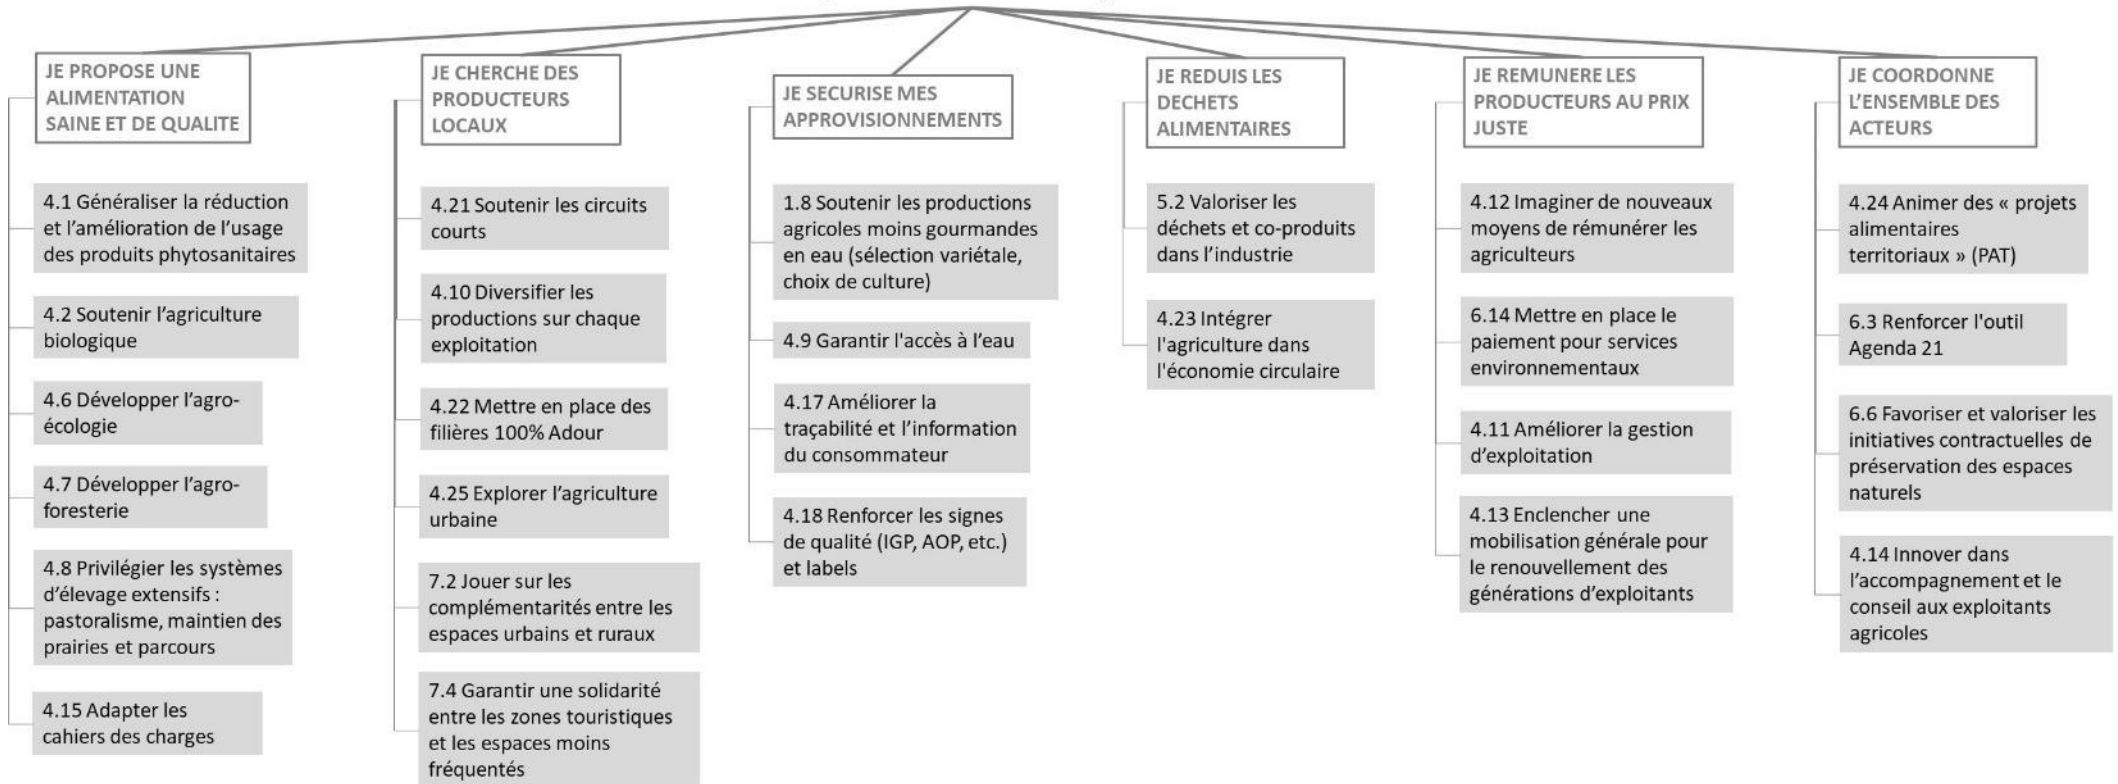 JE PROPOSE UNE
ALIMENTATION
SAINE ET DE QUALITE
4.1 Généraliser la réduction
et l’amélioration de l’usage
des produits phytosanitaires
4.2 Soutenir l’agriculture
biologique
4.6 Développer l’agro-
écologie
4.7 Développer l’agro-
foresterie
4.8 Privilégier les systèmes
d’élevage extensifs :
pastoralisme, maintien des
prairies et parcours
4.15 Adapter les
cahiers des charges
JE CHERCHE DES
PRODUCTEURS
LOCAUX
4.21 Soutenir les circuits
courts
4.10 Diversifier les
productions sur chaque
exploitation
4.22 Mettre en place des
filières 100% Adour
4.25 Explorer l’agriculture
urbaine
7.2 Jouer sur les
complémentarités entre les
espaces urbains et ruraux
7.4 Garantir une solidarité
entre les zones touristiques
et les espaces moins
fréquentés
JE SECURISE MES
APPROVISIONNEMENTS
1.8 Soutenir les productions
agricoles moins gourmandes
en eau (sélection variétale,
choix de culture)
4.9 Garantir l'accès à l’eau
4.17 Améliorer la
traçabilité et l’information
du consommateur
4.18 Renforcer les signes
de qualité (IGP, AOP, etc.)
et labels
JE REDUIS LES
DECHETS
ALIMENTAIRES
5.2 Valoriser les
déchets et co-produits
dans l’industrie
4.23 Intégrer
l'agriculture dans
l'économie circulaire
JE REMUNERE LES
PRODUCTEURS AU PRIX
JUSTE
4.12 Imaginer de nouveaux
moyens de rémunérer les
agriculteurs
6.14 Mettre en place le
paiement pour services
environnementaux
4.11 Améliorer la gestion
d’exploitation
4.13 Enclencher une
mobilisation générale pour
le renouvellement des
générations d’exploitants
JE COORDONNE
L’ENSEMBLE DES
ACTEURS
4.24 Animer des « projets
alimentaires
territoriaux » (PAT)
6.3 Renforcer l'outil
Agenda 21
6.6 Favoriser et valoriser les
initiatives contractuelles de
préservation des espaces
naturels
4.14 Innover dans
l’accompagnement et le
conseil aux exploitants
agricoles